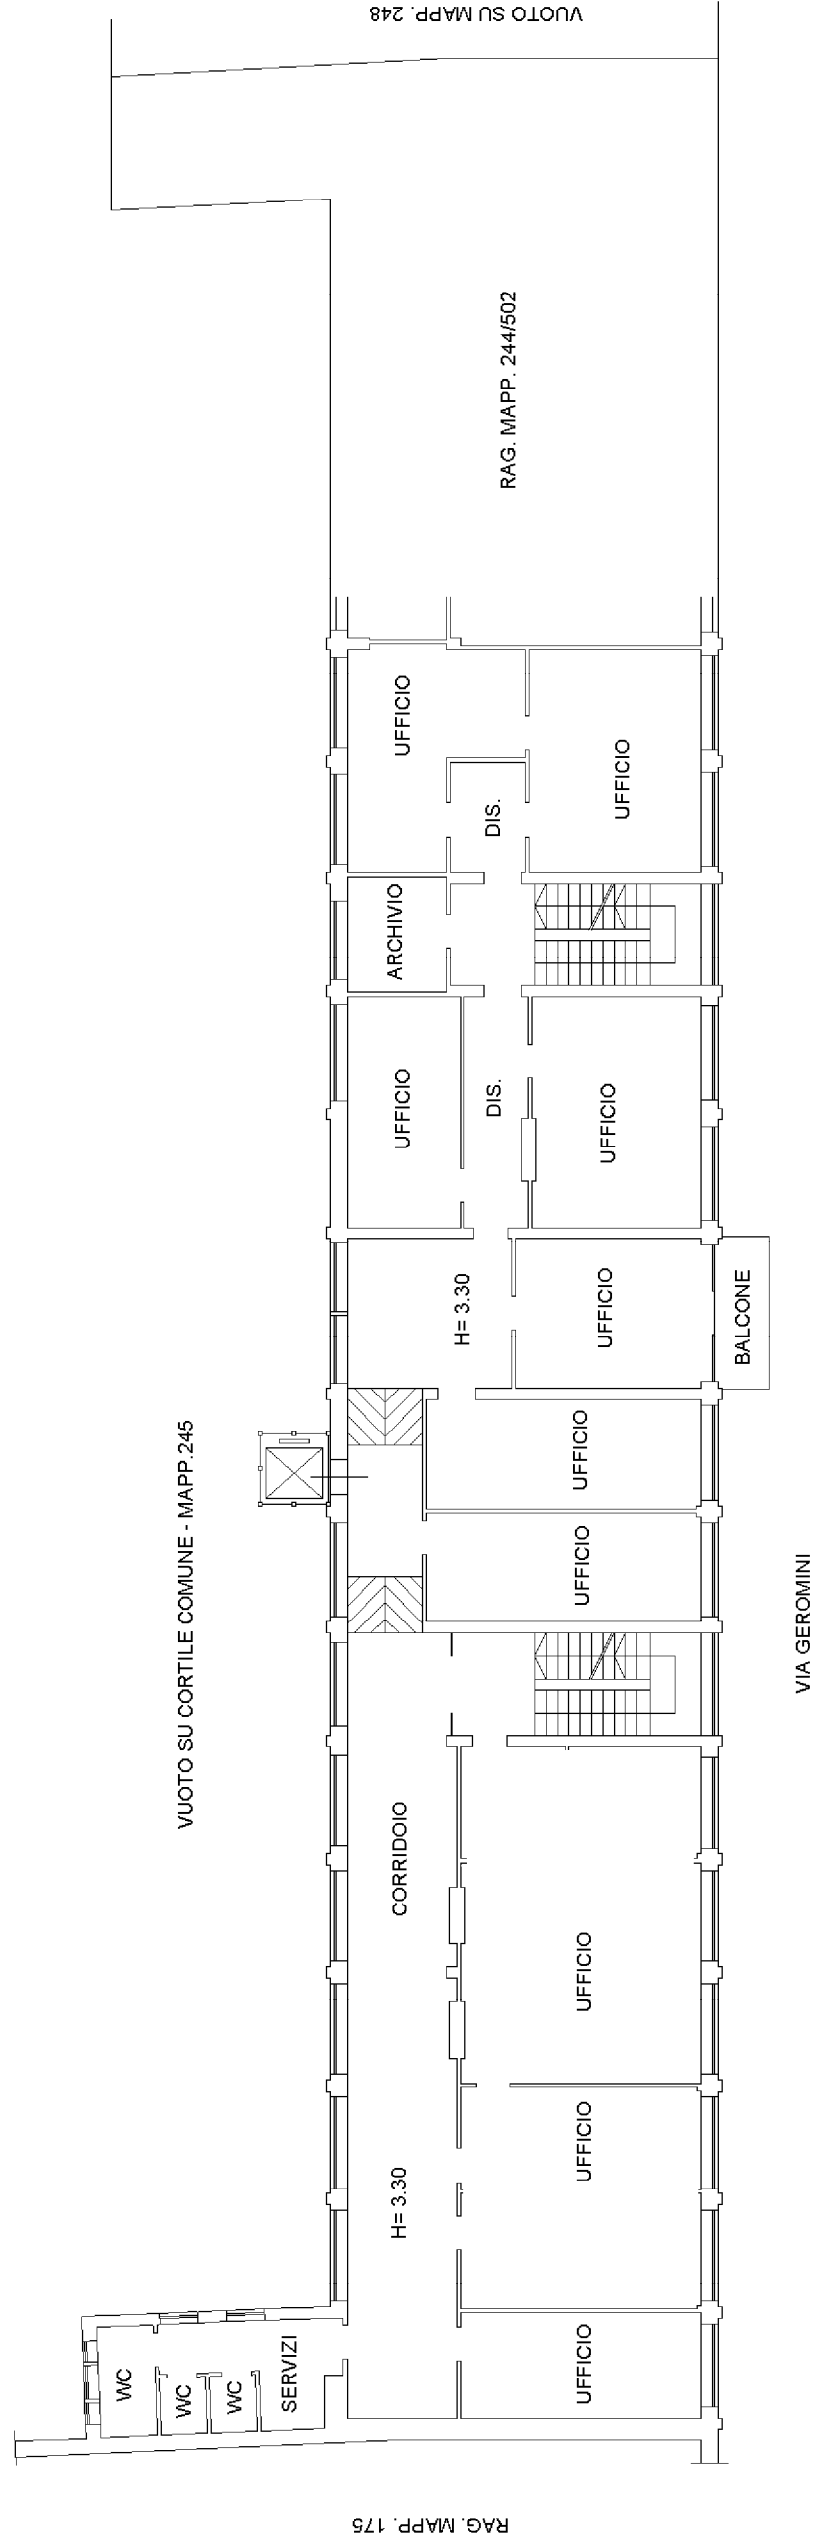 VUOTO SU MAPP. 248
RAG. MAPP. 244/502
UFFICIO
UFFICIO
DIS.
ARCHIVIO
UFFICIO
DIS.
UFFICIO
H= 3.30
UFFICIO
BALCONE
UFFICIO
VUOTO SU CORTILE COMUNE - MAPP.245
UFFICIO
VIA GEROMINI
CORRIDOIO
UFFICIO
UFFICIO
H= 3.30
UFFICIO
SERVIZI
WC
WC
WC
RAG. MAPP. 175